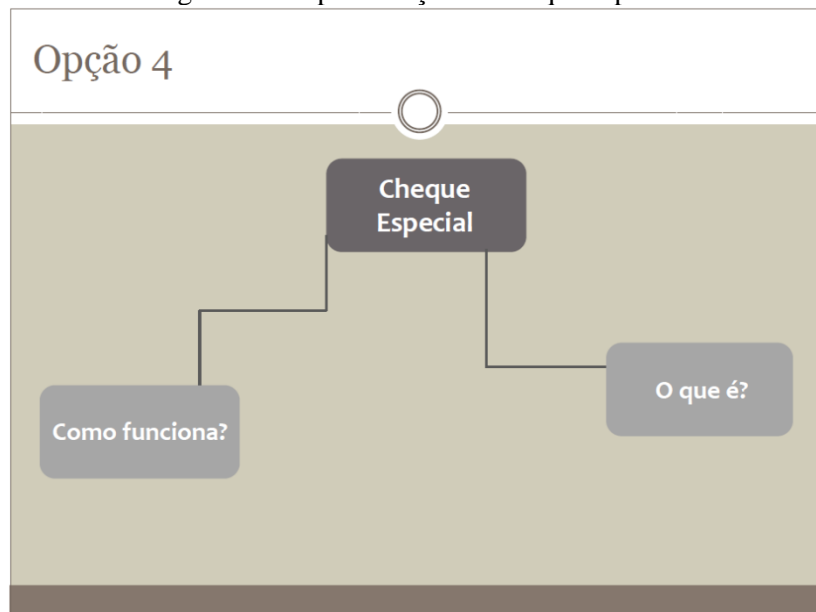 Opção 4
Cheque
Especial
O que é?
Como funciona?